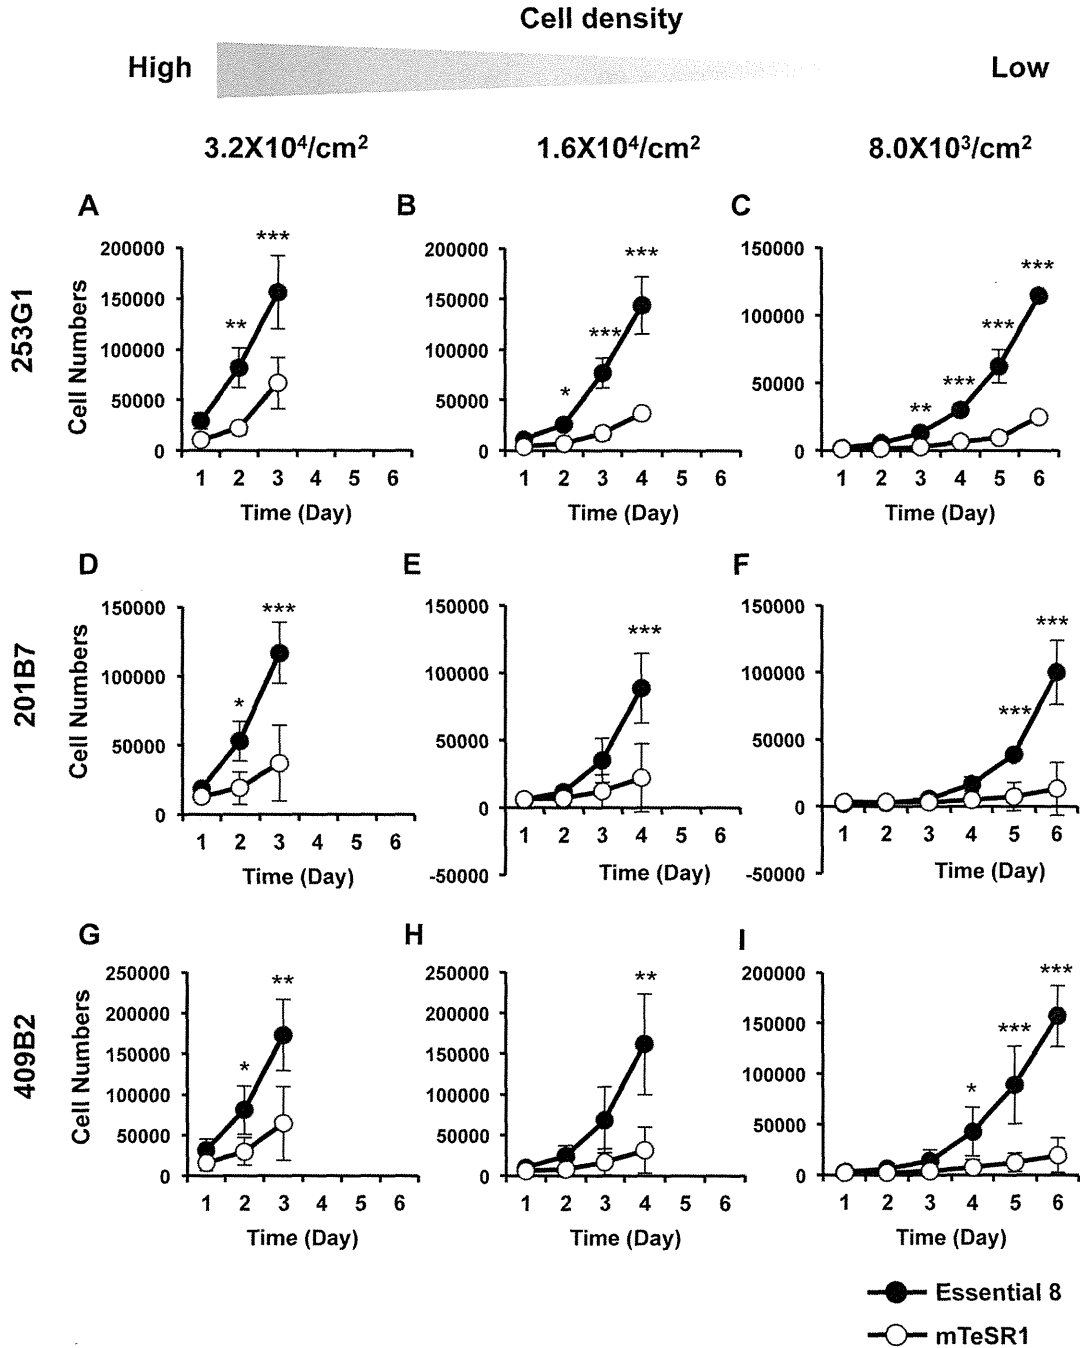 Cell density
High Low
3.2X10⁴/cm² 1.6X10⁴/cm² 8.0X10³/cm²
A B C
253G1
Cell Numbers
200000
150000
100000
50000
0
** ***
1 2 3 4 5 6
Time (Day)
200000
150000
100000
50000
0
* *** ***
1 2 3 4 5 6
Time (Day)
150000
100000
50000
0
** *** *** ***
1 2 3 4 5 6
Time (Day)
D E F
201B7
Cell Numbers
150000
100000
50000
0
* ***
1 2 3 4 5 6
Time (Day)
150000
100000
50000
0
-50000
***
1 2 3 4 5 6
Time (Day)
150000
100000
50000
0
-50000
*** ***
1 2 3 4 5 6
Time (Day)
G H I
409B2
Cell Numbers
250000
200000
150000
100000
50000
0
* **
1 2 3 4 5 6
Time (Day)
250000
200000
150000
100000
50000
0
**
1 2 3 4 5 6
Time (Day)
200000
150000
100000
50000
0
* *** ***
1 2 3 4 5 6
Time (Day)
Essential 8
mTeSR1